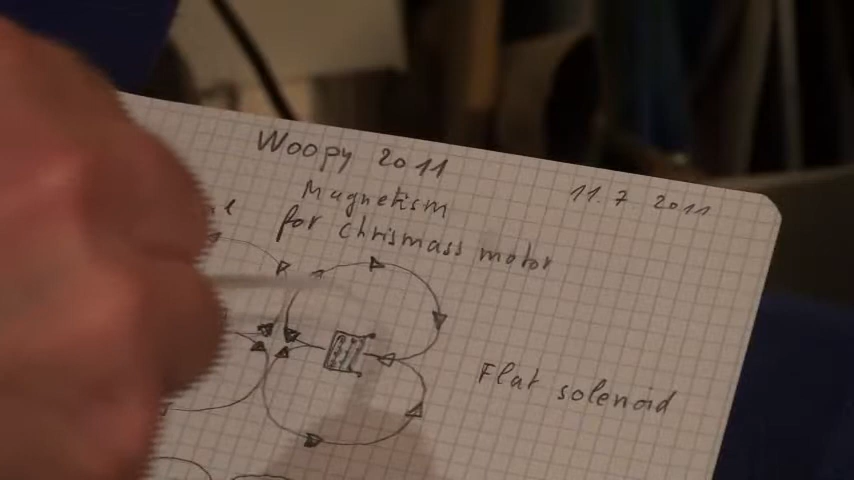 Woopy 2011
11.7 2011
Magnetism
for chrismass motor
Flat solenoid